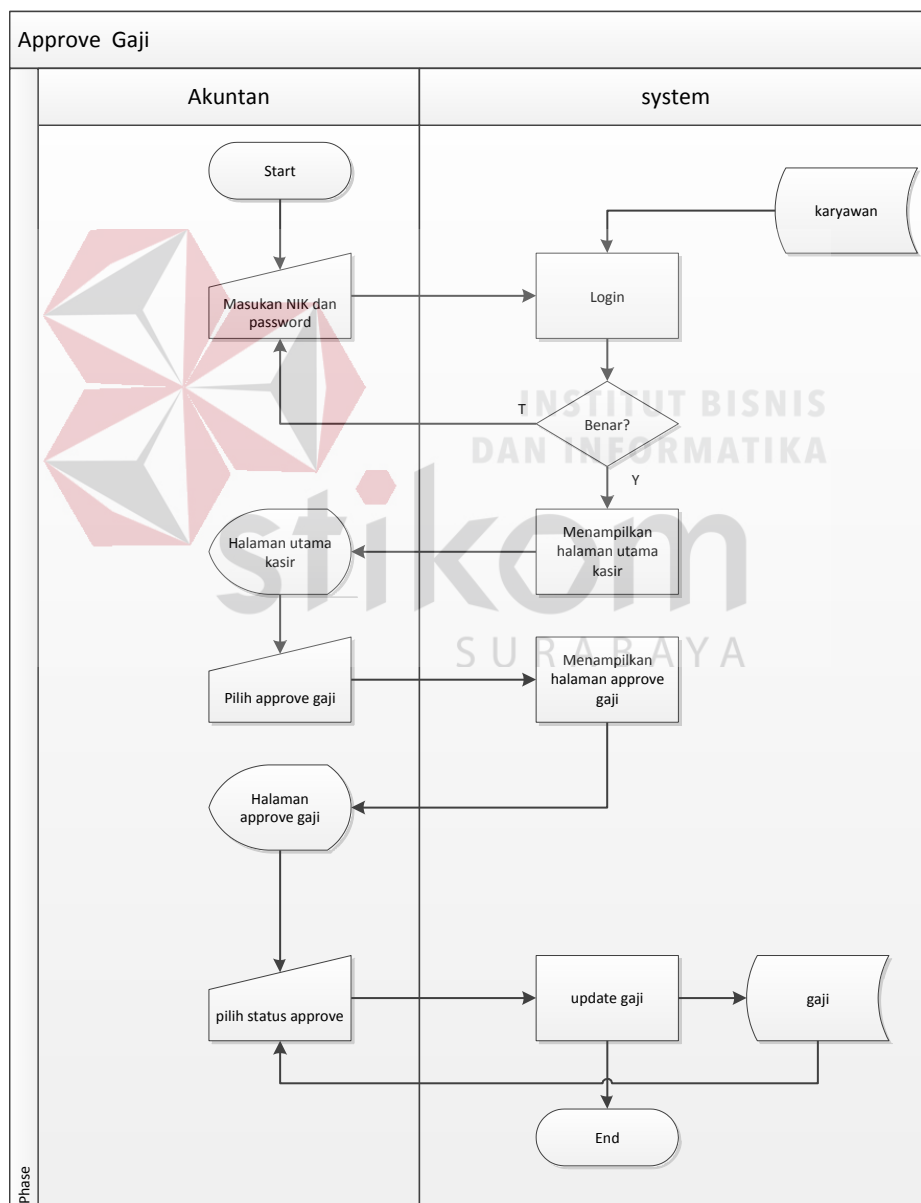 Approve Gaji
Akuntan
system
Start
karyawan
Masukan NIK dan
password
Login
T
Benar?
INSTITUT BISNIS
DAN INFORMATIKA
Y
Halaman utama
kasir
Menampilkan
halaman utama
kasir
stikom
SURABAYA
Pilih approve gaji
Menampilkan
halaman approve
gaji
Halaman
approve gaji
pilih status approve
update gaji
gaji
End
Phase